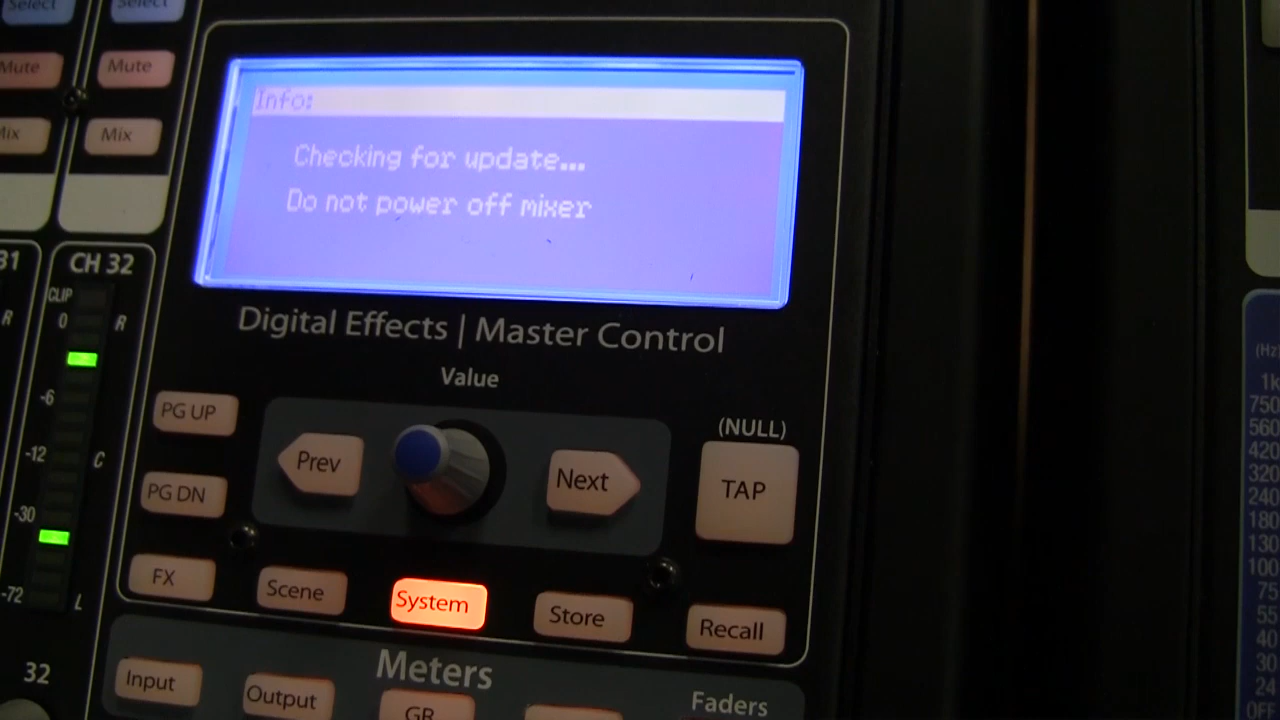 Select
Select
Mute
Mute
Mix
Mix
Info:
Checking for update...
Do not power off mixer
31
CH 32
CLIP
0
R
R
-6
-12
C
-30
-72
L
32
Digital Effects | Master Control
Value
PG UP
Prev
Next
(NULL)
TAP
PG DN
FX
Scene
System
Store
Recall
Meters
Input
Output
GR
Faders
(Hz)
1k
750
560
420
320
240
180
130
100
75
55
40
30
24
OFF